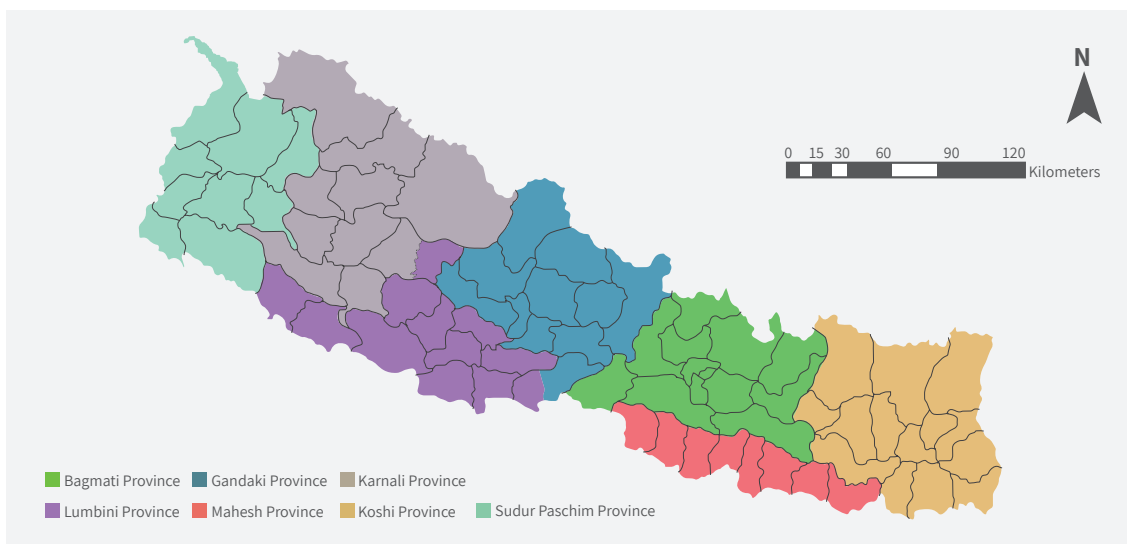 N
0 15 30 60 90 120
Kilometers
Bagmati Province Gandaki Province Karnali Province
Lumbini Province Mahesh Province Koshi Province Sudur Paschim Province